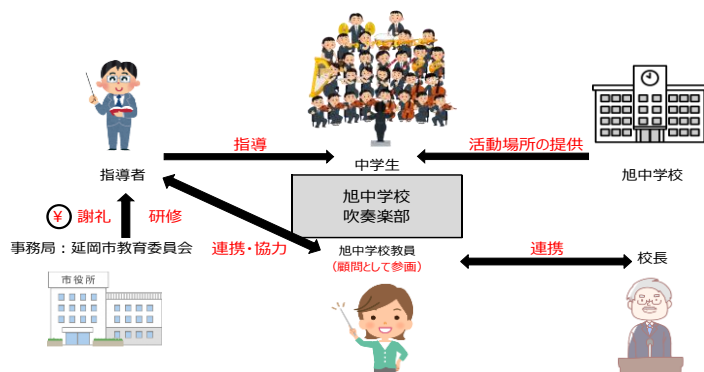 指導
活動場所の提供
中学生
指導者
旭中学校
旭中学校
吹奏楽部
¥ 謝礼 研修
事務局：延岡市教育委員会
連携・協力
旭中学校教員
（顧問として参画）
連携
校長
市役所